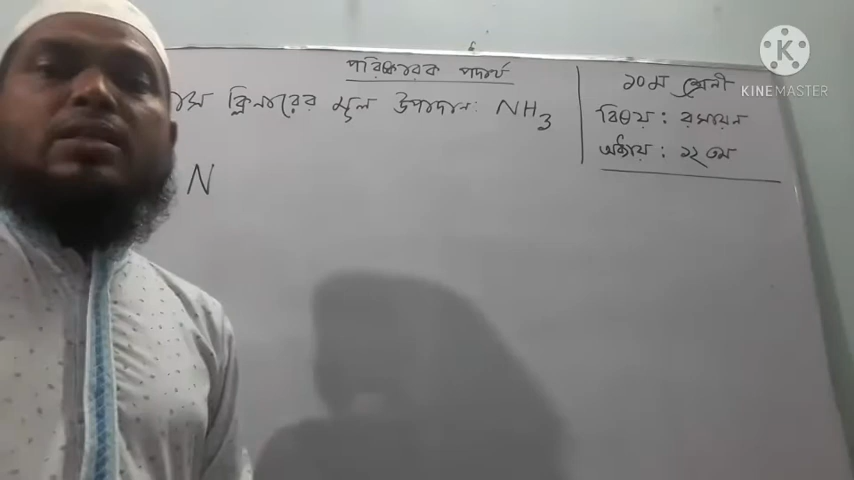 পরিষ্কারক পদার্থ
ক্লিনারের মূল উপাদান: NH3
N
১০ম শ্রেনী
বিষয়: রসায়ন
অধ্যায়: ১২তম
K
KINEMASTER